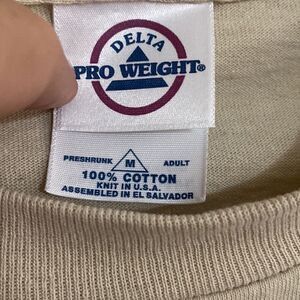 DELTA
PRO WEIGHT®
PRESHRUNK M ADULT
100% COTTON
KNIT IN U.S.A.
ASSEMBLED IN EL SALVADOR